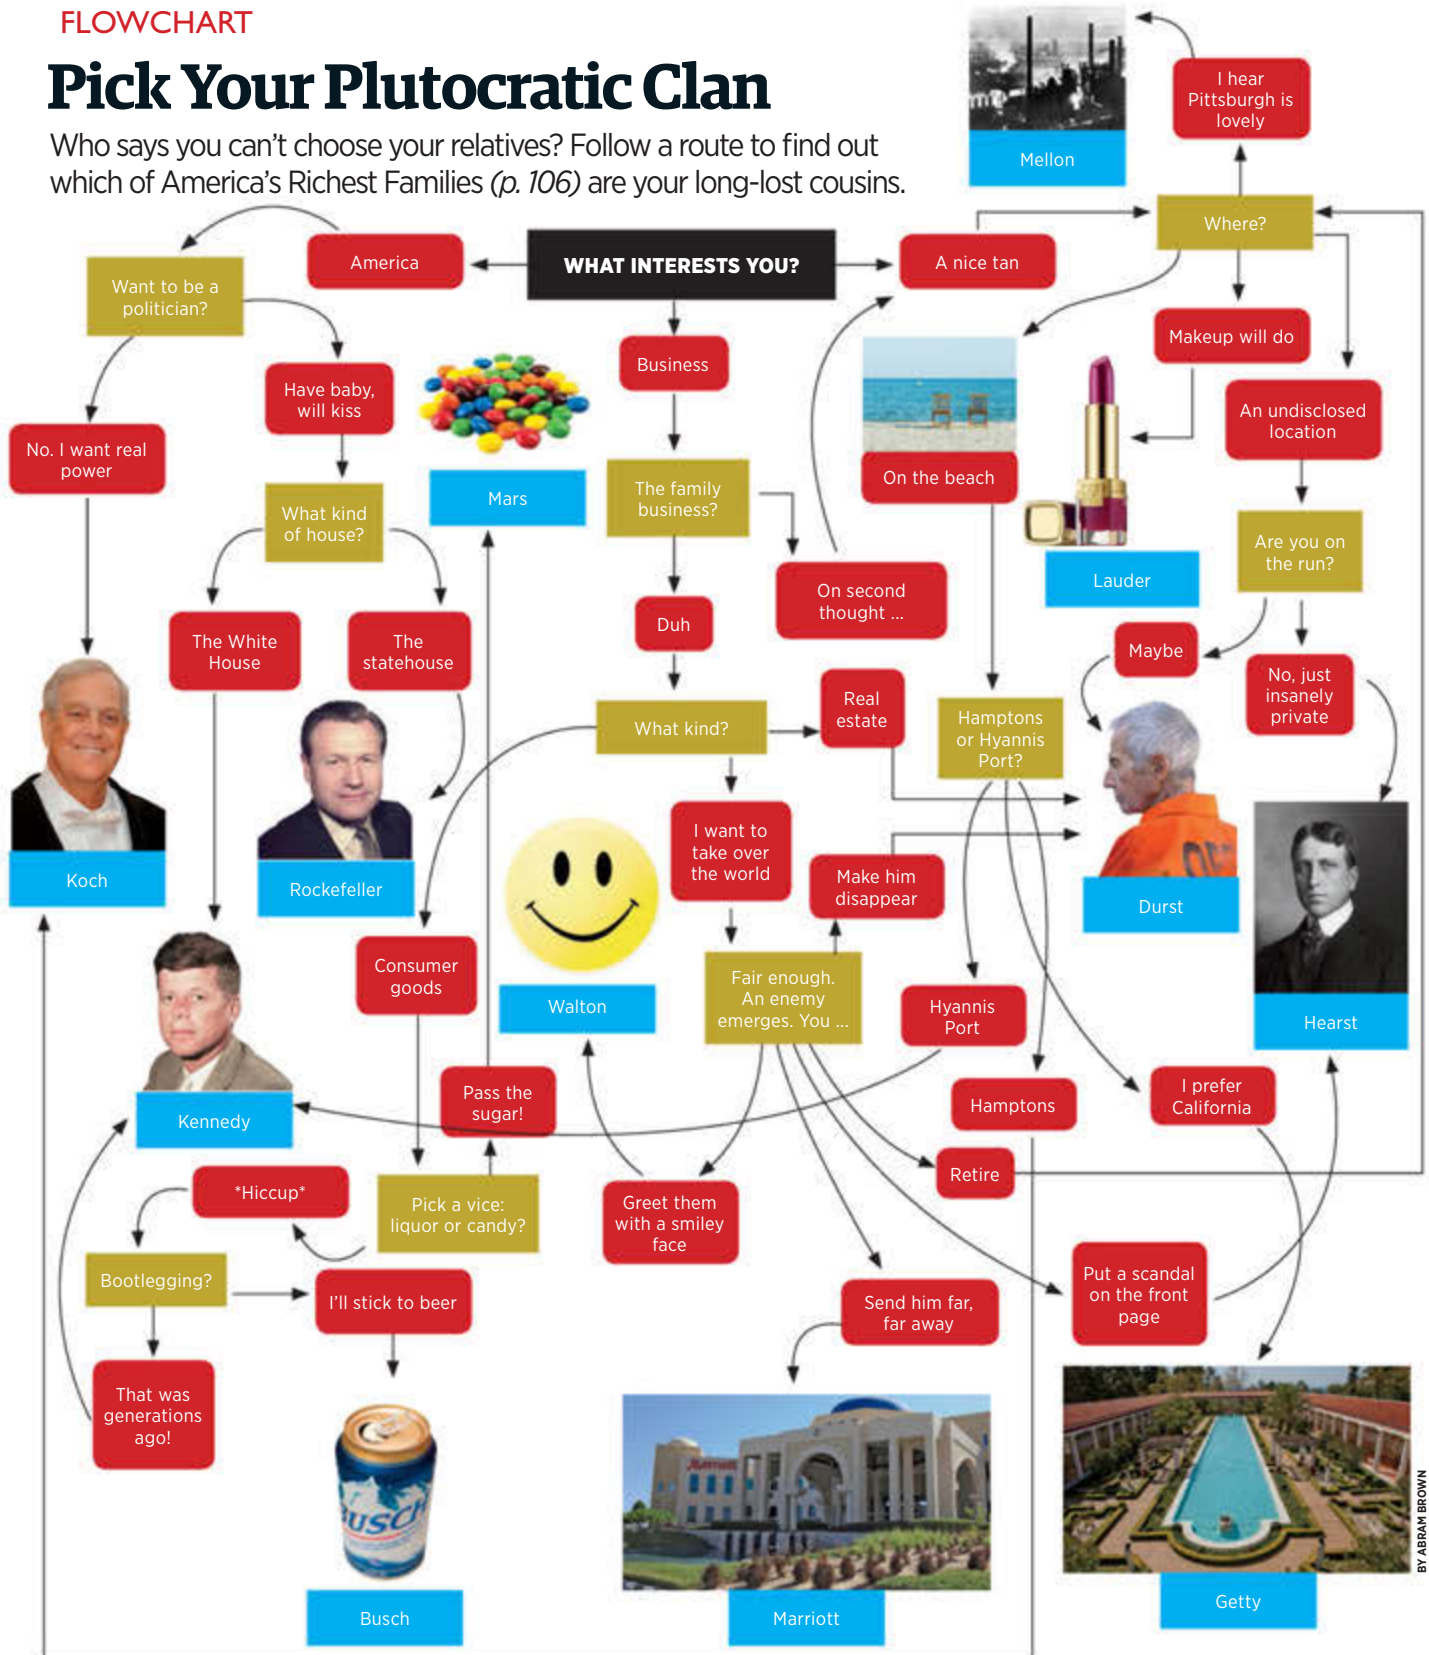 FLOWCHART
Pick Your Plutocratic Clan
Who says you can't choose your relatives? Follow a route to find out
which of America's Richest Families (p. 106) are your long-lost cousins.
I hear
Pittsburgh is
lovely
Mellon
Where?
America
WHAT INTERESTS YOU?
A nice tan
Want to be a
politician?
Makeup will do
Business
Have baby,
will kiss
An undisclosed
location
No. I want real
power
On the beach
Mars
The family
business?
What kind
of house?
Are you on
the run?
Lauder
On second
thought ...
Duh
The White
House
The
statehouse
Maybe
No, just
insanely
private
Real
estate
What kind?
Hamptons
or Hyannis
Port?
I want to
take over
the world
Make him
disappear
Koch
Rockefeller
Durst
Consumer
goods
Walton
Fair enough.
An enemy
emerges. You ...
Hyannis
Port
Hearst
Pass the
sugar!
Hamptons
I prefer
California
Kennedy
Retire
*Hiccup*
Pick a vice:
liquor or candy?
Greet them
with a smiley
face
Bootlegging?
I'll stick to beer
Send him far,
far away
Put a scandal
on the front
page
That was
generations
ago!
BUSCH
Marriott
BY ABRAM BROWN
Busch
Marriott
Getty